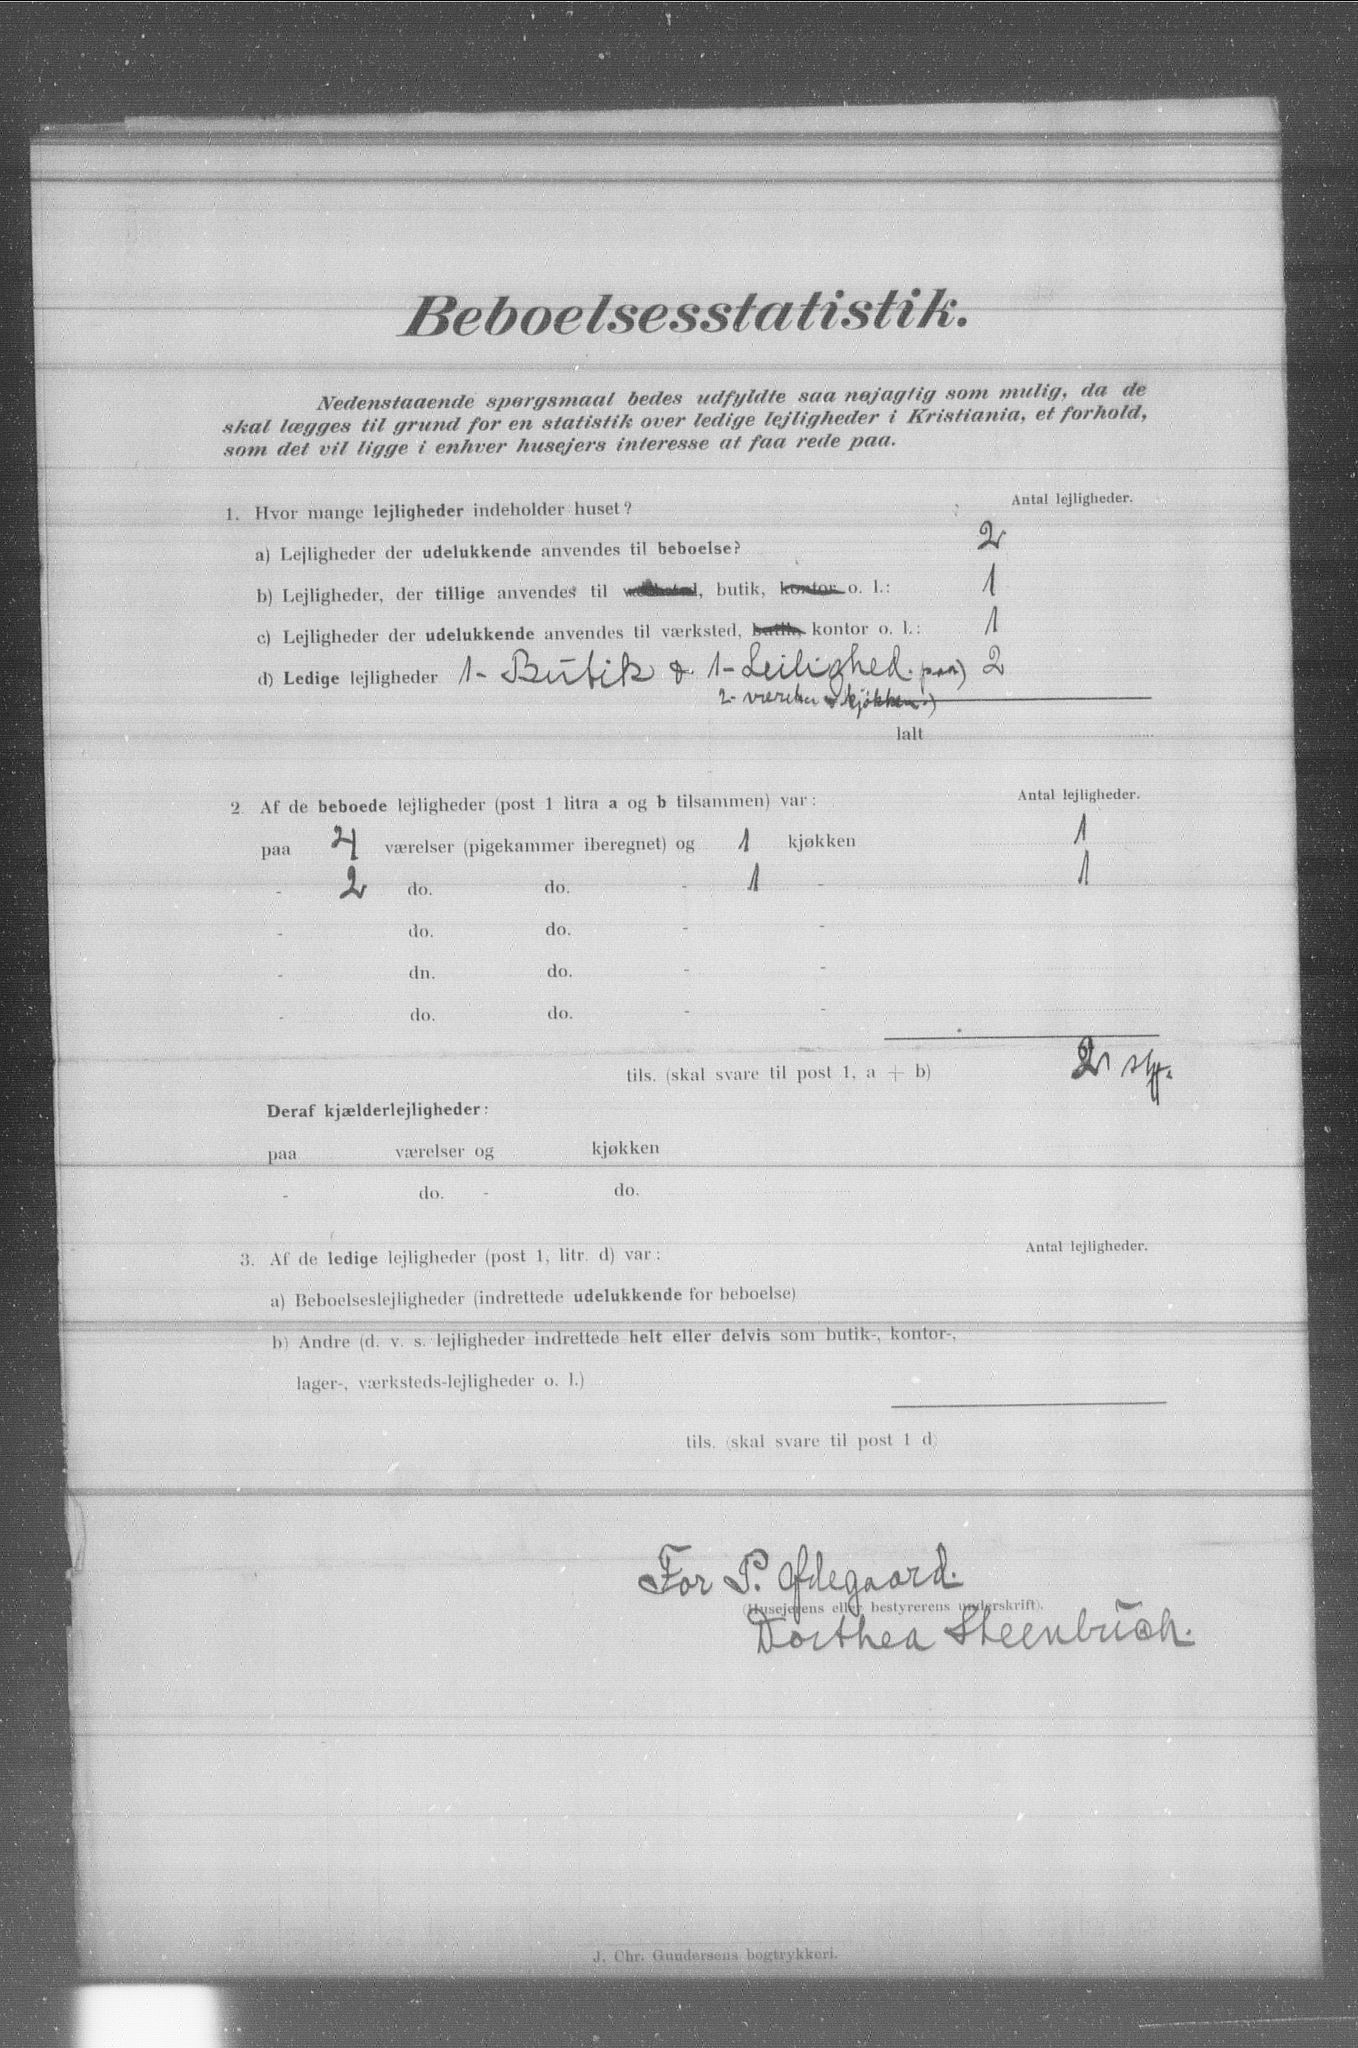 Beboelsesstatistik.
Nedenstaaende spørgsmaal bedes udfyldte saa nøjagtig som mulig, da de
skal lægges til grund for en statistik over ledige lejligheder i Kristiania, et forhold,
som det vil ligge i enhver husejers interesse at faa rede paa.
Antal lejligheder.
1. Hvor mange lejligheder indeholder huset?
a) Lejligheder der udelukkende anvendes til beboelse? 2
b) Lejligheder, der tillige anvendes til , butik, kontor o. l.: 1
c) Lejligheder der udelukkende anvendes til værksted, butik, kontor o. l.: 1
d) Ledige lejligheder 1- Butik & 1- Leilighed. paa) 2
2- værelser & kjøkken.)
Ialt
2. Af de beboede lejligheder (post 1 litra a og b tilsammen) var: Antal lejligheder.
paa 4 værelser (pigekammer iberegnet) og 1 kjøkken 1
- 2 do. do. - 1 - 1
- do. do. - -
- dn. do. - -
- do. do. - -
tils. (skal svare til post 1, a + b) 2
Deraf kjælderlejligheder:
paa værelser og kjøkken
- do. - do.
3. Af de ledige lejligheder (post 1, litr. d) var: Antal lejligheder.
a) Beboelseslejligheder (indrettede udelukkende for beboelse)
b) Andre (d. v. s. lejligheder indrettede helt eller delvis som butik-, kontor-,
lager-, værksteds-lejligheder o. l.)
tils. (skal svare til post 1 d)
For P. Ødegaard.
(Husejerens eller bestyrerens underskrift).
Dorthea Steenbuch.
J. Chr. Gundersens bogtrykkeri.